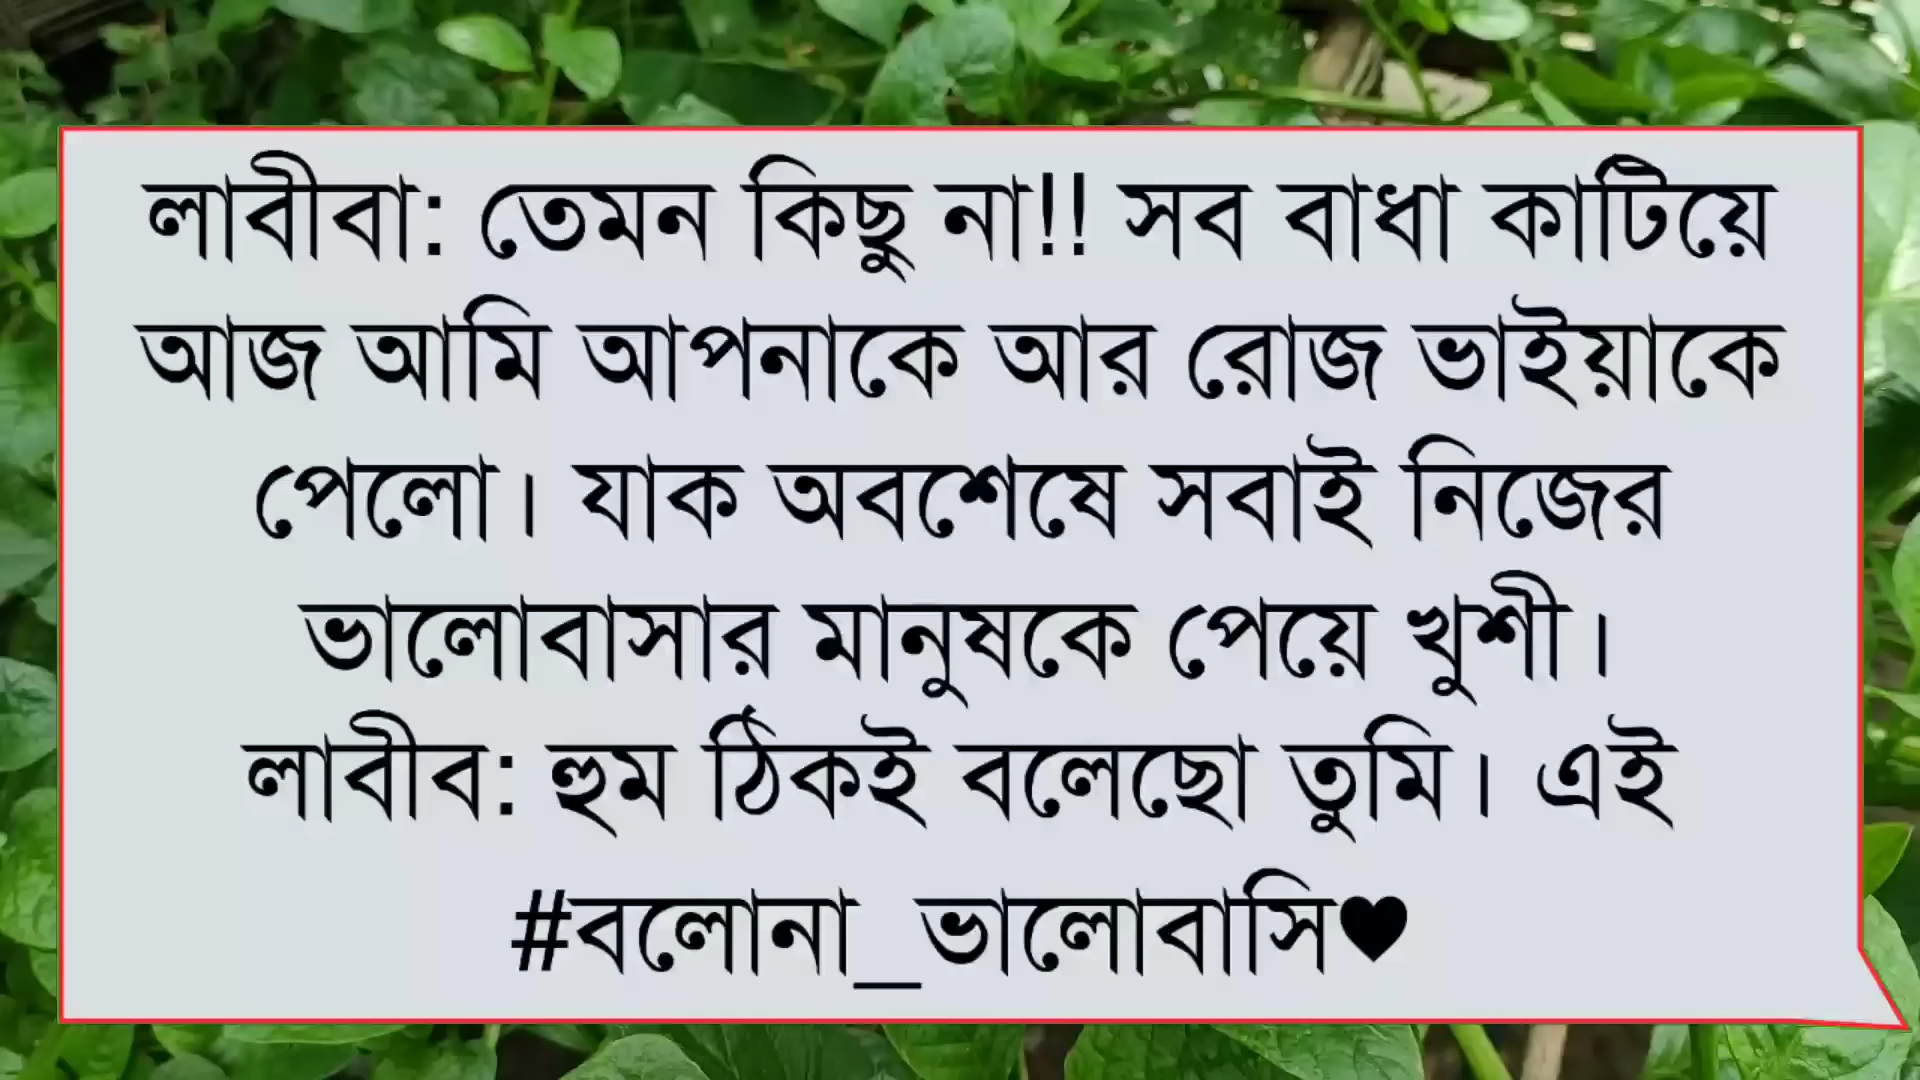 লাবীবা: তেমন কিছু না!! সব বাধা কাটিয়ে
আজ আমি আপনাকে আর রোজ ভাইয়াকে
পেলো। যাক অবশেষে সবাই নিজের
ভালোবাসার মানুষকে পেয়ে খুশী।
লাবীব: হুম ঠিকই বলেছো তুমি। এই
#বলোনা_ভালোবাসি♥